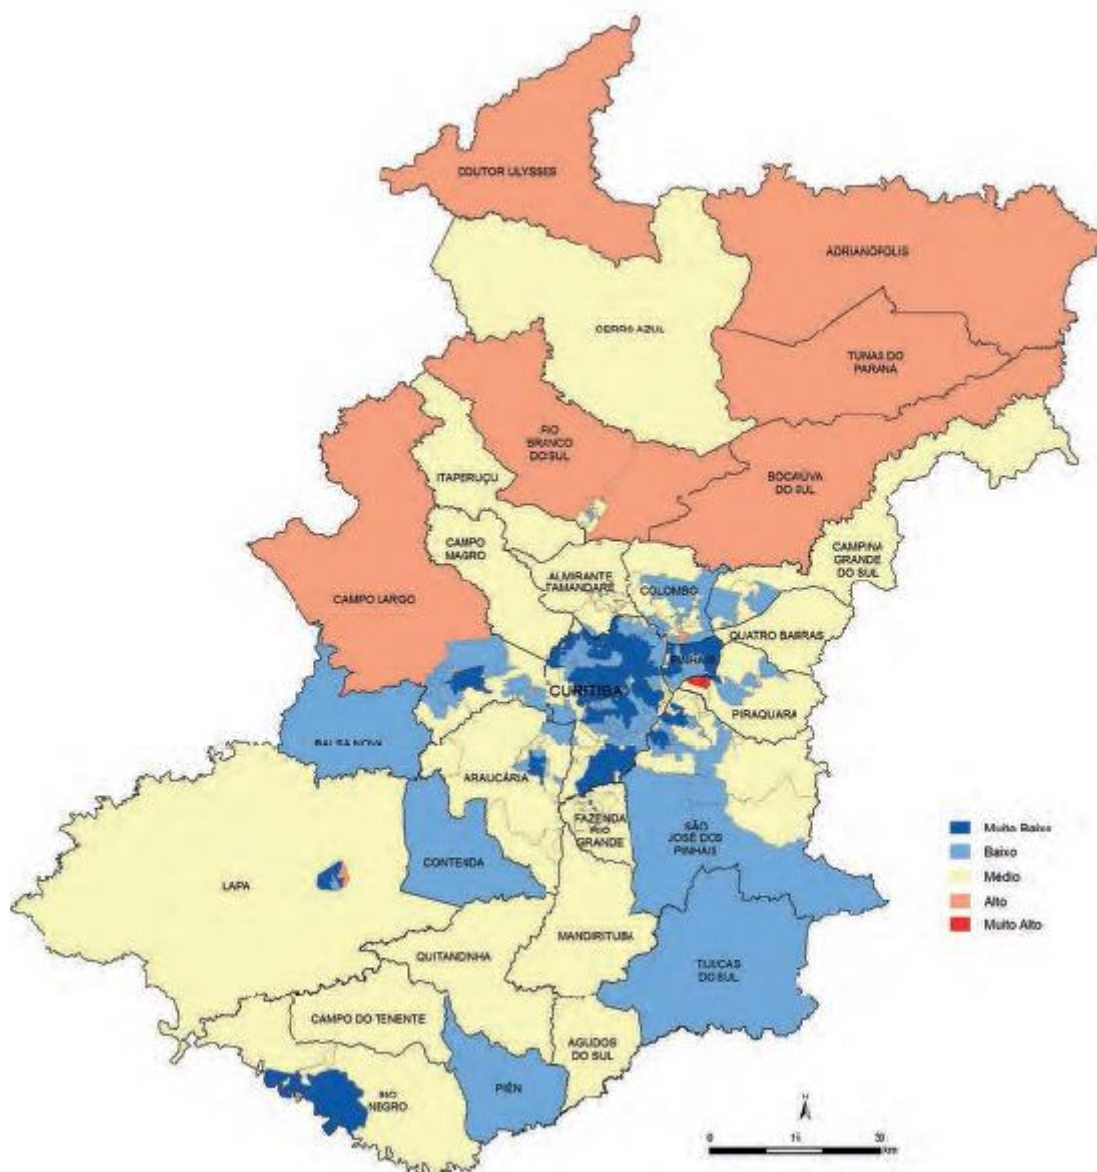 DOUTOR ULYSSES
ADRIANÓPOLIS
CERRO AZUL
TUNAS DO
PARANÁ
RIO
BRANCO
DO SUL
ITAPERUÇU
BOCAIÚVA
DO SUL
CAMPO
MAGRO
CAMPINA
GRANDE
DO SUL
ALMIRANTE
TAMANDARÉ
COLOMBO
CAMPO LARGO
QUATRO BARRAS
PINHAIS
CURITIBA
PIRAQUARA
BALSA NOVA
ARAUCÁRIA
FAZENDA
RIO
GRANDE
SÃO
JOSÉ DOS
PINHAIS
CONTENDA
LAPA
Muito Baixo
Baixo
Médio
Alto
Muito Alto
MANDIRITUBA
QUITANDINHA
TIJUCAS
DO SUL
CAMPO DO TENENTE
AGUDOS
DO SUL
PIÊN
RIO
NEGRO
N
0 15 30
km